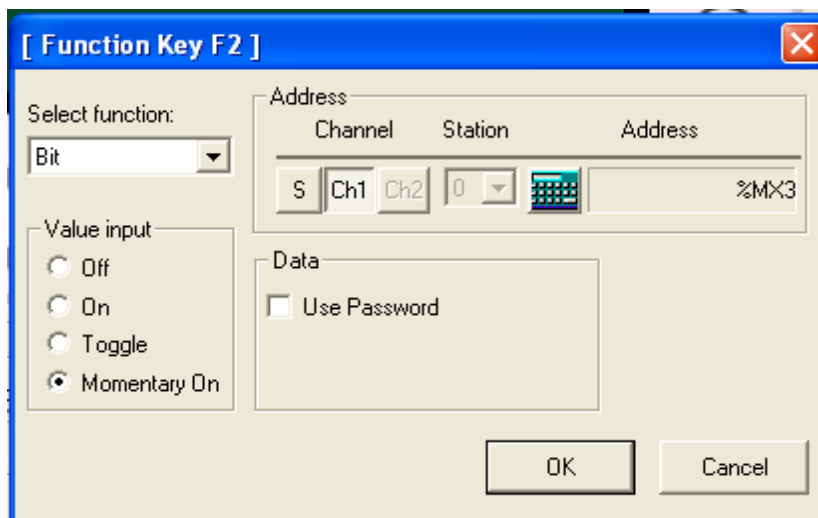 [ Function Key F2 ]
Select function:
Bit
Value input
Off
On
Toggle
Momentary On
Address
Channel Station Address
S Ch1 Ch2 0 %MX3
Data
Use Password
OK Cancel